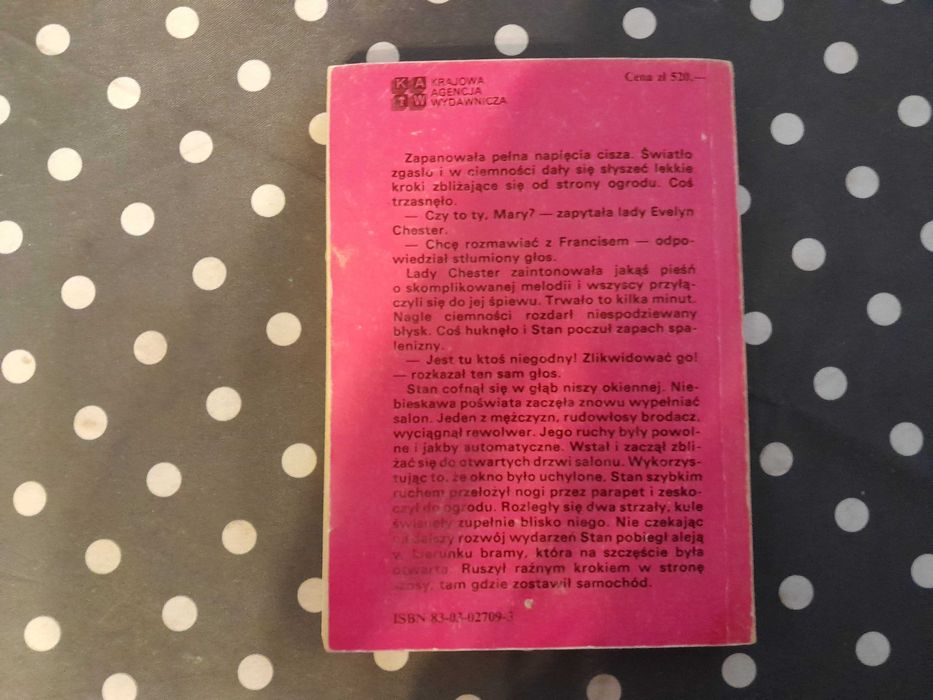 KRAJOWA
KA AGENCJA
TW WYDAWNICZA
Cena zł 520.—
Zapanowała pełna napięcia cisza. Światło
zgasło i w ciemności dały się słyszeć lekkie
kroki zbliżające się od strony ogrodu. Coś
trzasnęło.
— Czy to ty, Mary? — zapytała lady Evelyn
Chester.
— Chcę rozmawiać z Francisem — odpo-
wiedział stłumiony głos.
Lady Chester zaintonowała jakąś pieśń
o skomplikowanej melodii i wszyscy przyłą-
czyli się do jej śpiewu. Trwało to kilka minut.
Nagle ciemności rozdarł niespodziewany
błysk. Coś huknęło i Stan poczuł zapach spa-
lenizny.
— Jest tu ktoś niegodny! Zlikwidować go!
— rozkazał ten sam głos.
Stan cofnął się w głąb niszy okiennej. Nie-
bieskawa poświata zaczęła znowu wypełniać
salon. Jeden z mężczyzn, rudowłosy brodacz,
wyciągnął rewolwer. Jego ruchy były powol-
ne i jakby automatyczne. Wstał i zaczął zbli-
żać się do otwartych drzwi salonu. Wykorzys-
tując to, że okno było uchylone, Stan szybkim
ruchem przełożył nogi przez parapet i zesko-
czył do ogrodu. Rozległy się dwa strzały, kule
świsnęły zupełnie blisko niego. Nie czekając
na dalszy rozwój wydarzeń Stan pobiegł aleją
w kierunku bramy, która na szczęście była
otwarta. Ruszył raźnym krokiem w stronę
szosy, tam gdzie zostawił samochód.
ISBN 83-03-02709-3